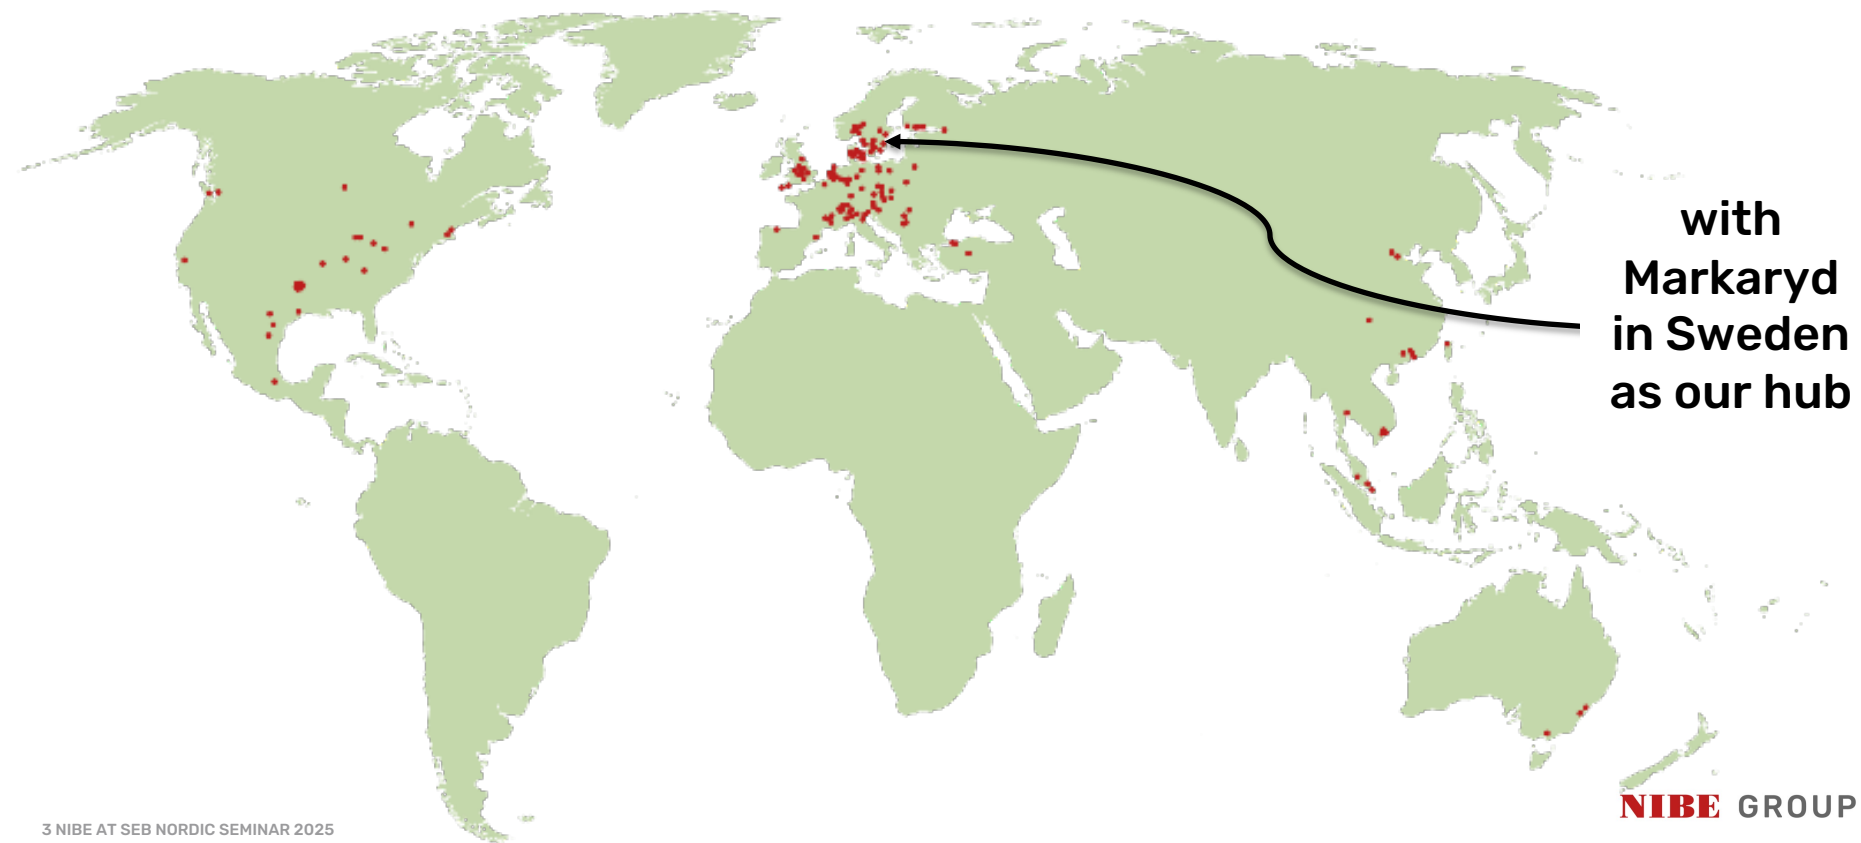 with
Markaryd
in Sweden
as our hub
NIBE GROUP
3 NIBE AT SEB NORDIC SEMINAR 2025